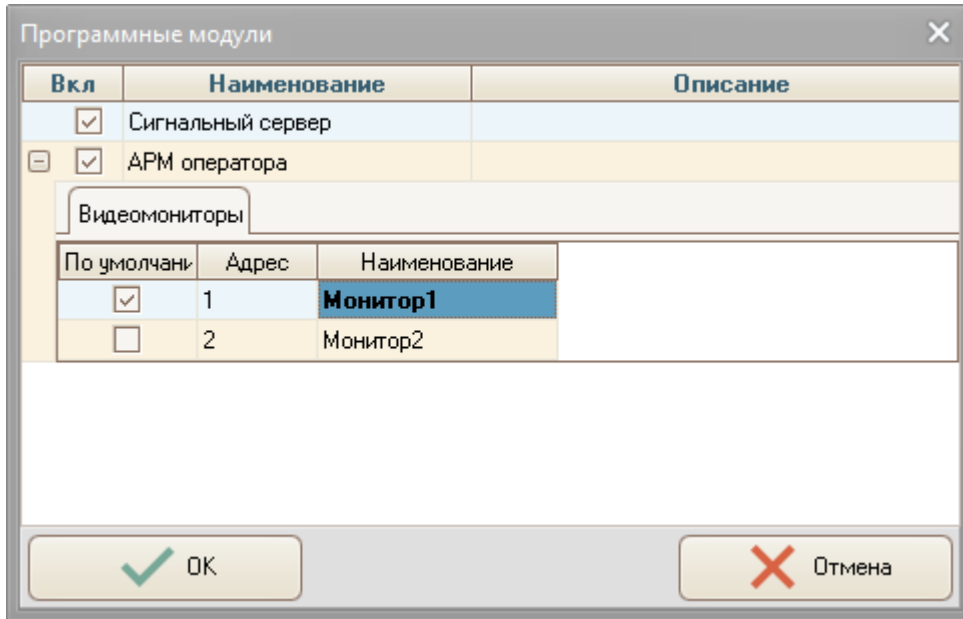 Программные модули
Вкл Наименование Описание
Сигнальный сервер
АРМ оператора
Видеомониторы
По умолчани Адрес Наименование
1 Монитор1
2 Монитор2
OK Отмена